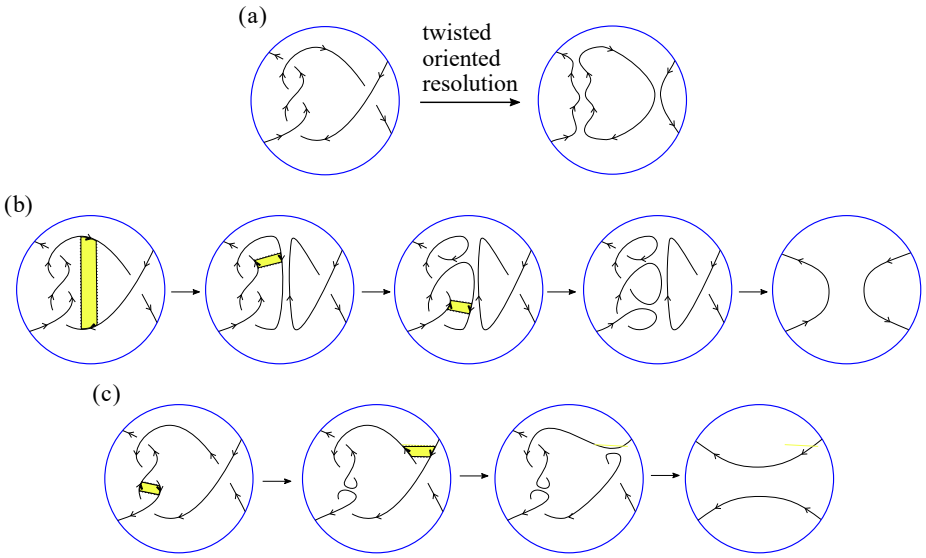 (a)
twisted
oriented
resolution
(b)
(c)